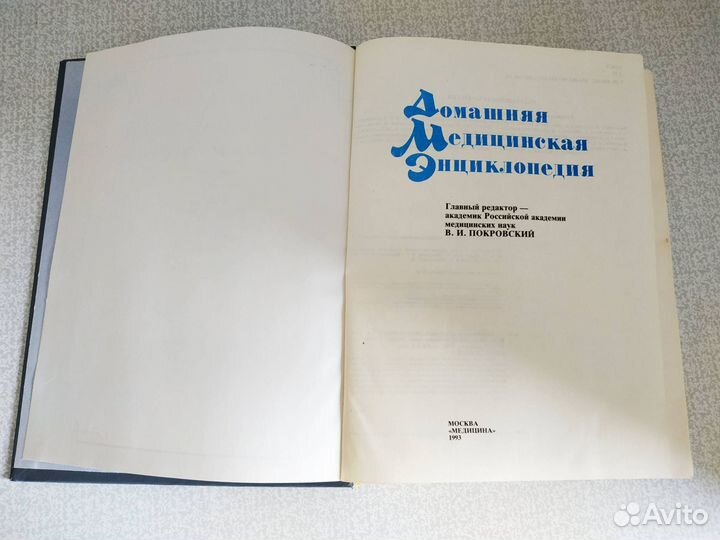 Домашняя
Медицинская
Энциклопедия
Главный редактор —
академик Российской академии
медицинских наук
В. И. ПОКРОВСКИЙ
МОСКВА
«МЕДИЦИНА»
1993
Avito